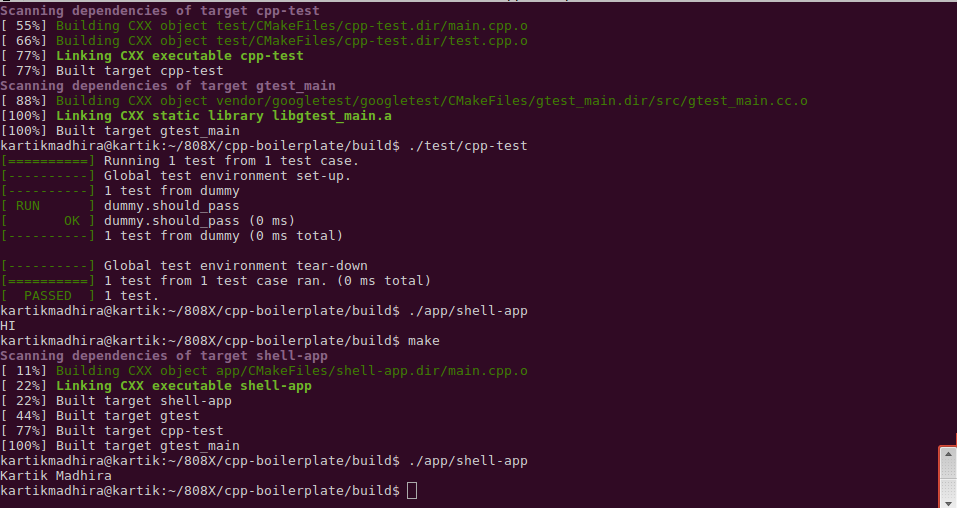 Scanning dependencies of target cpp-test
[ 55%] Building CXX object test/CMakeFiles/cpp-test.dir/main.cpp.o
[ 66%] Building CXX object test/CMakeFiles/cpp-test.dir/test.cpp.o
[ 77%] Linking CXX executable cpp-test
[ 77%] Built target cpp-test
Scanning dependencies of target gtest_main
[ 88%] Building CXX object vendor/googletest/googletest/CMakeFiles/gtest_main.dir/src/gtest_main.cc.o
[100%] Linking CXX static library libgtest_main.a
[100%] Built target gtest_main
kartikmadhira@kartik:~/808X/cpp-boilerplate/build$ ./test/cpp-test
[==========] Running 1 test from 1 test case.
[----------] Global test environment set-up.
[----------] 1 test from dummy
[ RUN      ] dummy.should_pass
[       OK ] dummy.should_pass (0 ms)
[----------] 1 test from dummy (0 ms total)

[----------] Global test environment tear-down
[==========] 1 test from 1 test case ran. (0 ms total)
[  PASSED  ] 1 test.
kartikmadhira@kartik:~/808X/cpp-boilerplate/build$ ./app/shell-app
HI
kartikmadhira@kartik:~/808X/cpp-boilerplate/build$ make
Scanning dependencies of target shell-app
[ 11%] Building CXX object app/CMakeFiles/shell-app.dir/main.cpp.o
[ 22%] Linking CXX executable shell-app
[ 22%] Built target shell-app
[ 44%] Built target gtest
[ 77%] Built target cpp-test
[100%] Built target gtest_main
kartikmadhira@kartik:~/808X/cpp-boilerplate/build$ ./app/shell-app
Kartik Madhira
kartikmadhira@kartik:~/808X/cpp-boilerplate/build$